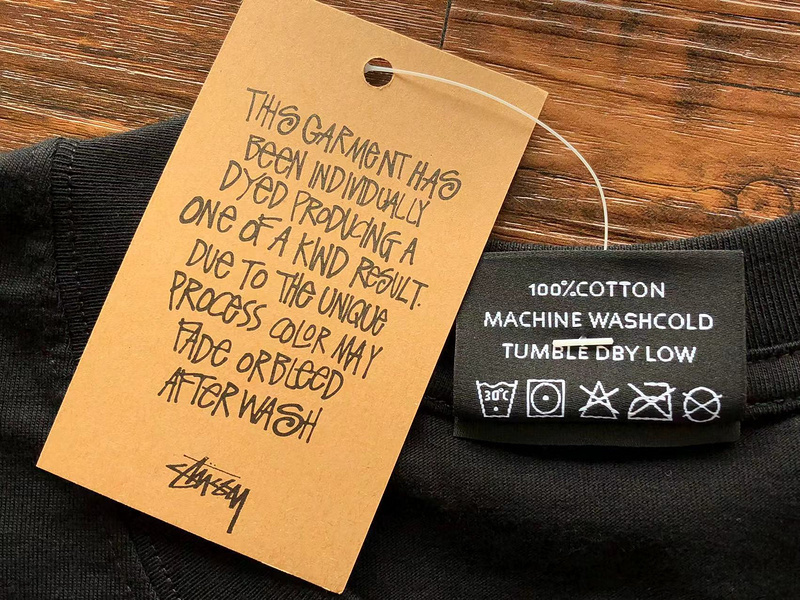 THIS GARMENT HAS
BEEN INDIVIDUALLY
DYED PRODUCING A
ONE OF A KIND RESULT.
DUE TO THE UNIQUE
PROCESS COLOR MAY
FADE OR BLEED
AFTER WASH
Stüssy
100%COTTON
MACHINE WASHCOLD
TUMBLE DBY LOW
30°C